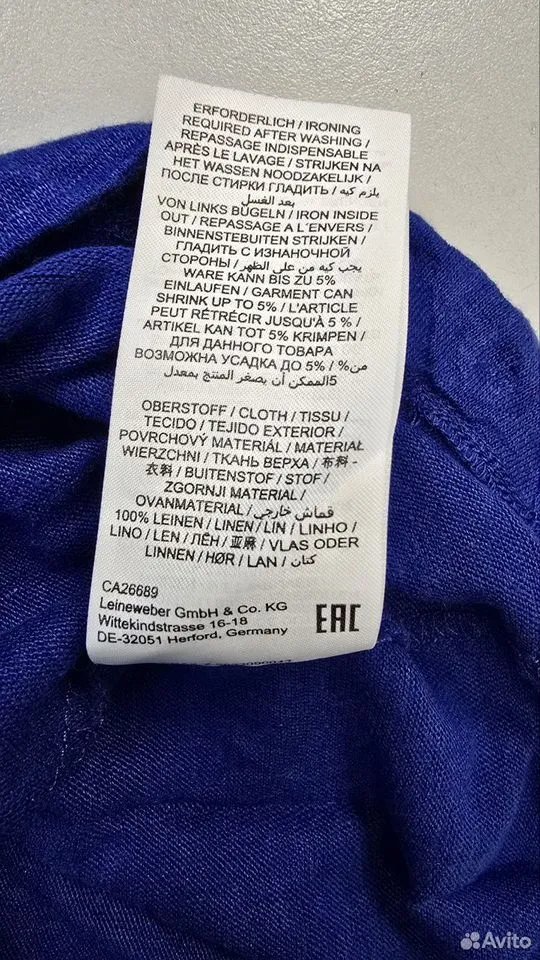 ERFORDERLICH / IRONING
REQUIRED AFTER WASHING /
REPASSAGE INDISPENSABLE
APRÈS LE LAVAGE / STRIJKEN NA
HET WASSEN NOODZAKELIJK /
ПОСЛЕ СТИРКИ ГЛАДИТЬ / يلزم كيه
بعد الغسل
VON LINKS BÜGELN / IRON INSIDE
OUT / REPASSAGE A L'ENVERS /
BINNENSTEBUITEN STRIJKEN /
ГЛАДИТЬ С ИЗНАНОЧНОЙ
СТОРОНЫ / يجب كيه من على الظهر /
WARE KANN BIS ZU 5%
EINLAUFEN / GARMENT CAN
SHRINK UP TO 5% / L'ARTICLE
PEUT RÉTRÉCIR JUSQU'À 5 % /
ARTIKEL KAN TOT 5% KRIMPEN /
ДЛЯ ДАННОГО ТОВАРА
ВОЗМОЖНА УСАДКА ДО 5% / من%
5الممكن أن يصغر المنتج بمعدل
OBERSTOFF / CLOTH / TISSU /
TECIDO / TEJIDO EXTERIOR /
POVRCHOVÝ MATERIÁL / MATERIAŁ
WIERZCHNI / ТКАНЬ ВЕРХА / 布料 -
衣料 / BUITENSTOF / STOF /
ZGORNJI MATERIAL /
OVANMATERIAL / قماش خارجي /
100% LEINEN / LINEN / LIN / LINHO /
LINO / LEN / ЛЁН / 亚麻 / VLAS ODER
LINNEN / HØR / LAN / كتان
CA26689
Leineweber GmbH & Co. KG
Wittekindstrasse 16-18
DE-32051 Herford, Germany
EAC
Avito